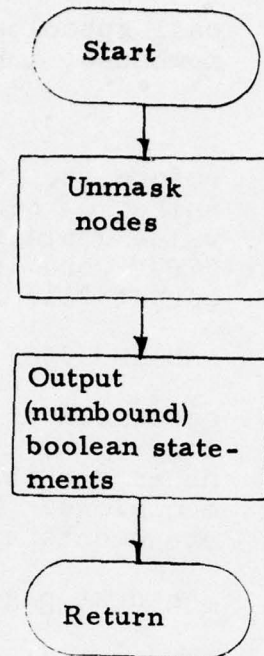 Start
Unmask
nodes
Output
(numbound)
boolean state-
ments
Return